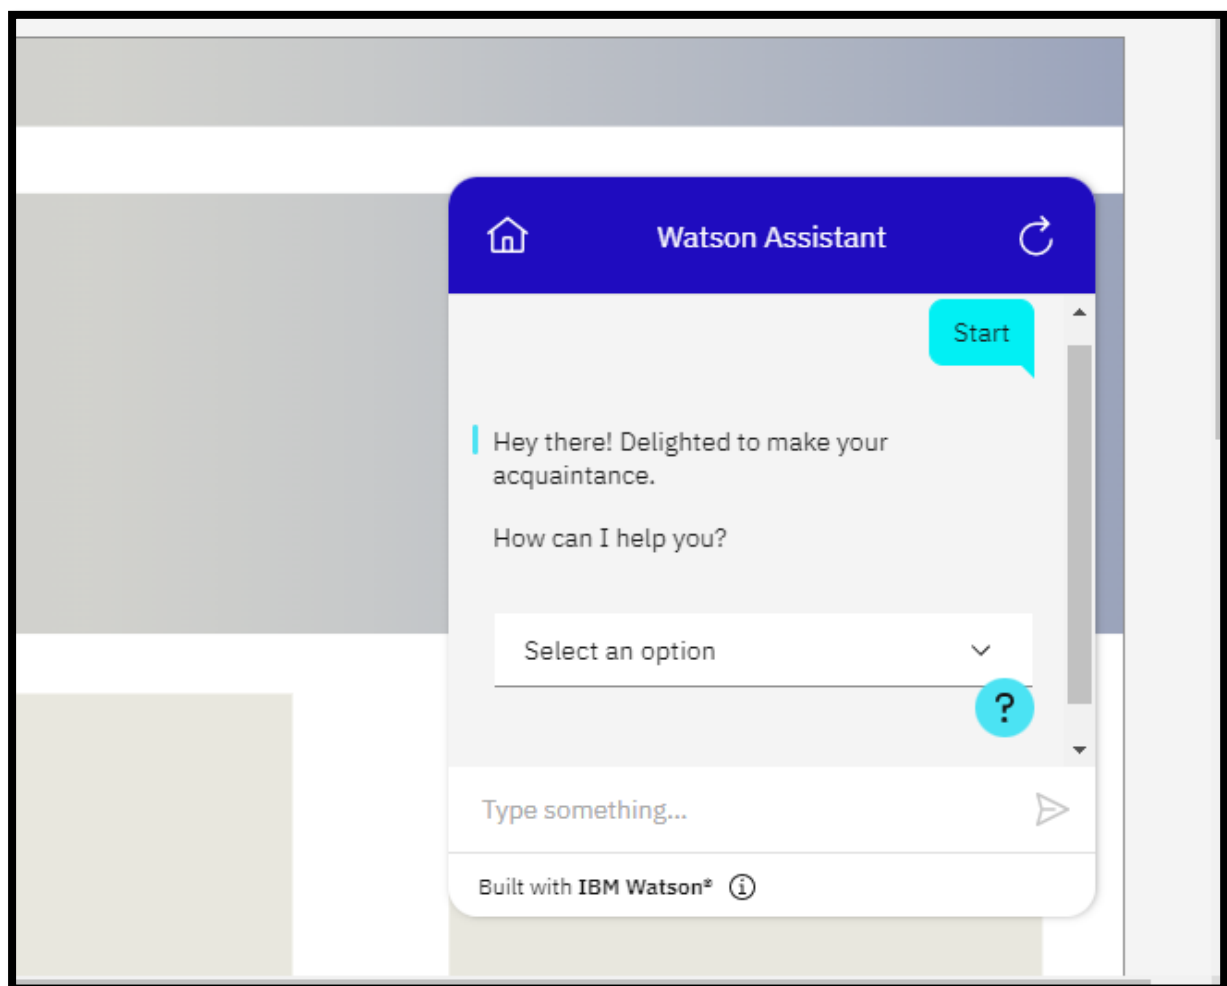 Watson Assistant
Start
Hey there! Delighted to make your
acquaintance.
How can I help you?
Select an option
?
Type something...
Built with IBM Watson®